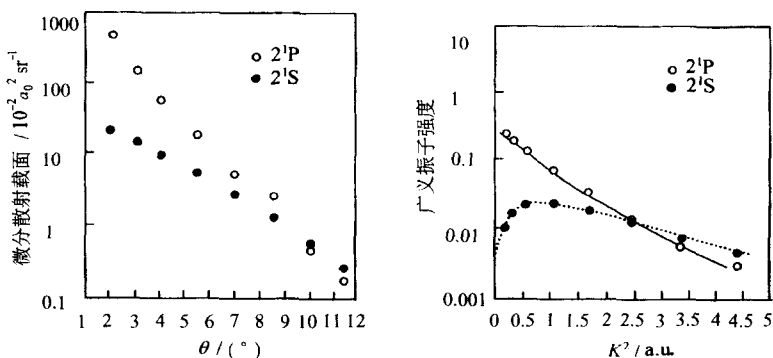 1000
100
10
1
0.1
微分散射截面 / 10⁻² a₀² sr⁻¹
○ 2¹P
● 2¹S
1 2 3 4 5 6 7 8 9 10 11 12
θ / (°)
10
1
0.1
0.01
0.001
广义振子强度
○ 2¹P
● 2¹S
0 0.5 1 1.5 2 2.5 3 3.5 4 4.5 5
K² / a.u.